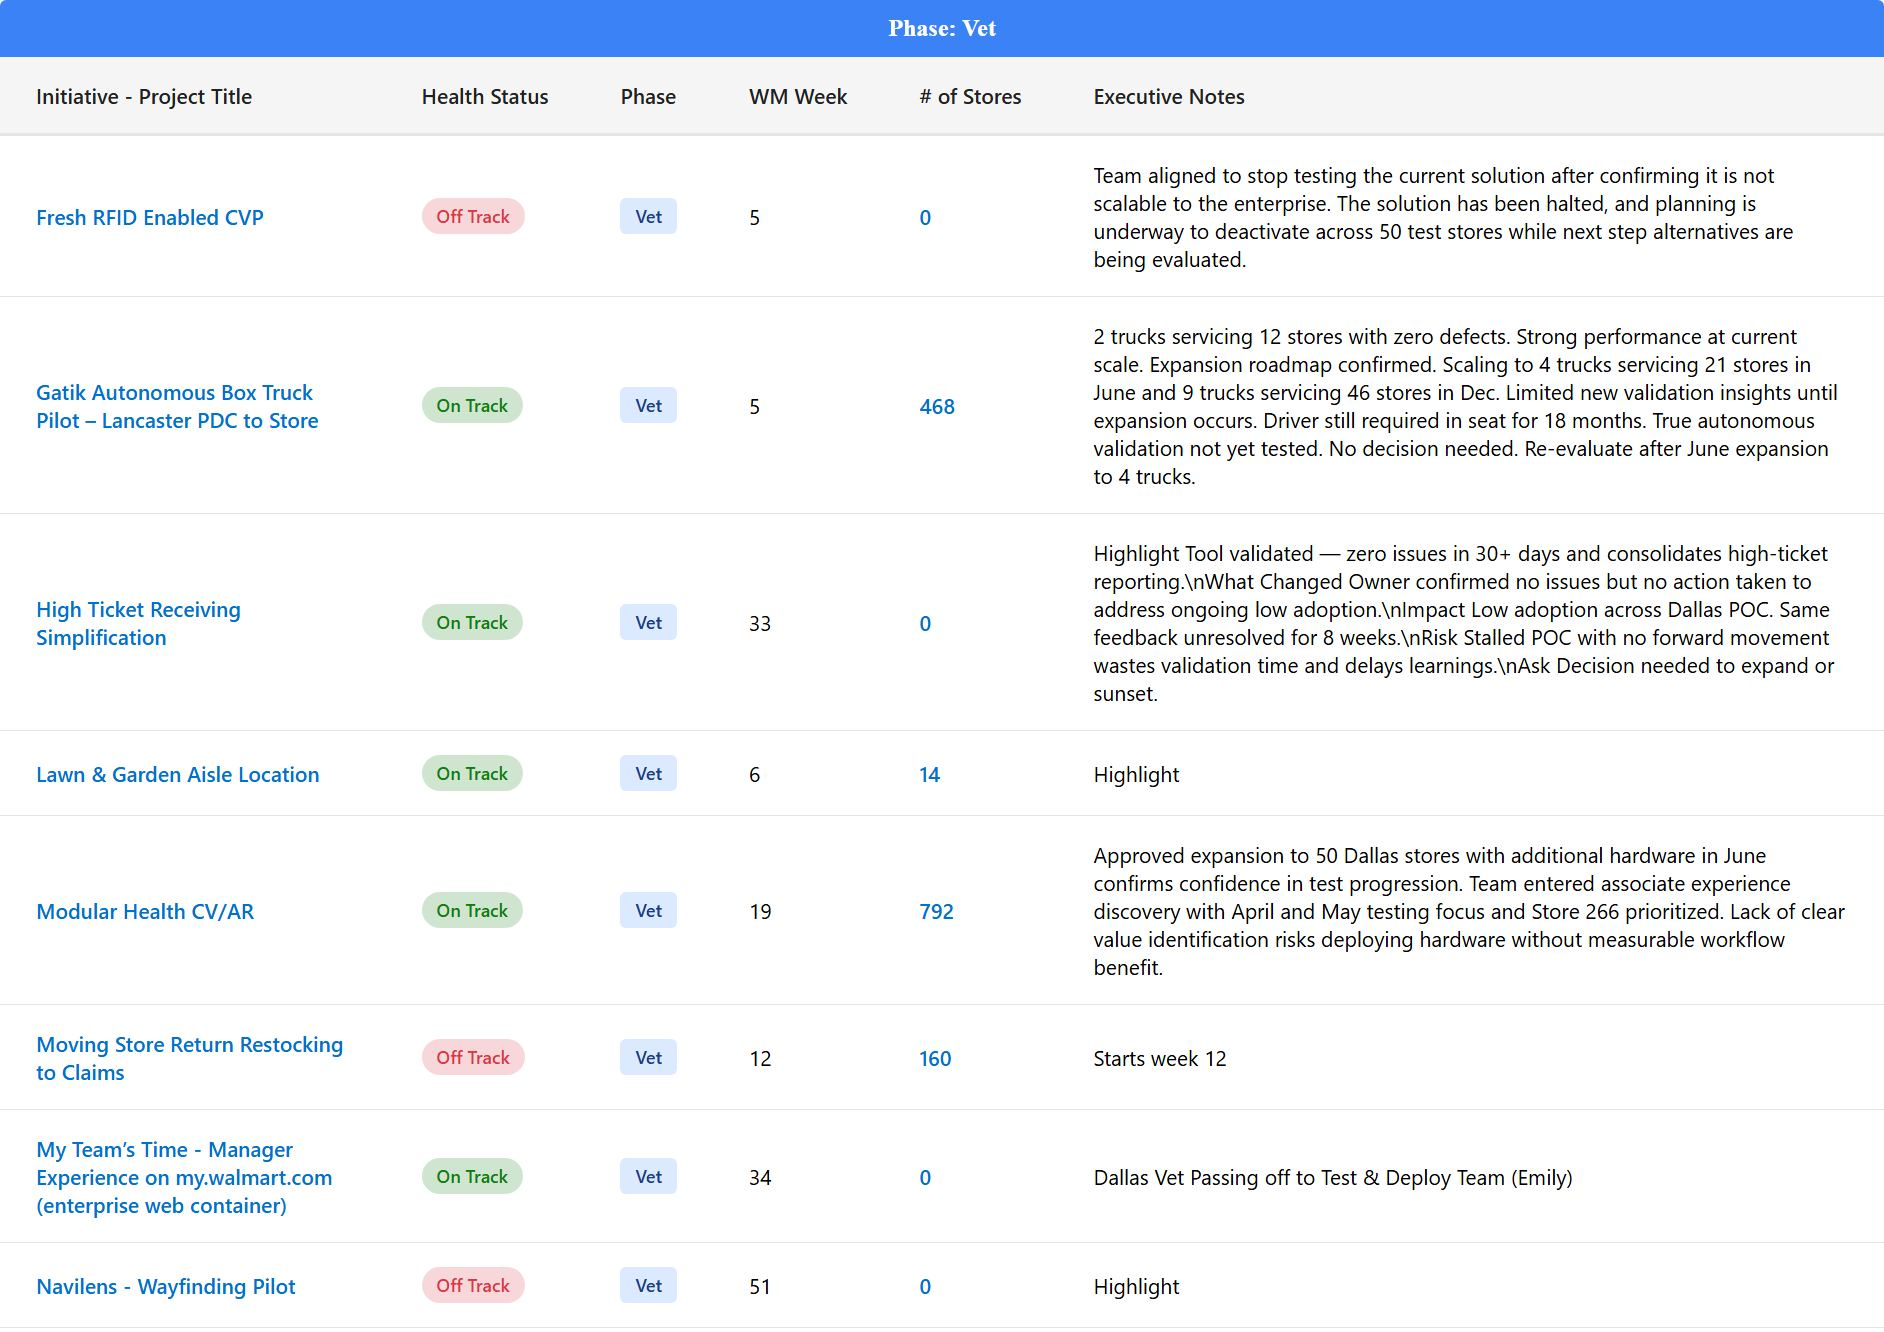 Phase: Vet
Initiative - Project Title Health Status Phase WM Week # of Stores Executive Notes
Fresh RFID Enabled CVP Off Track Vet 5 0
Team aligned to stop testing the current solution after confirming it is not
scalable to the enterprise. The solution has been halted, and planning is
underway to deactivate across 50 test stores while next step alternatives are
being evaluated.
Gatik Autonomous Box Truck
Pilot – Lancaster PDC to Store
On Track Vet 5 468
2 trucks servicing 12 stores with zero defects. Strong performance at current
scale. Expansion roadmap confirmed. Scaling to 4 trucks servicing 21 stores in
June and 9 trucks servicing 46 stores in Dec. Limited new validation insights until
expansion occurs. Driver still required in seat for 18 months. True autonomous
validation not yet tested. No decision needed. Re-evaluate after June expansion
to 4 trucks.
High Ticket Receiving
Simplification
On Track Vet 33 0
Highlight Tool validated — zero issues in 30+ days and consolidates high-ticket
reporting.\nWhat Changed Owner confirmed no issues but no action taken to
address ongoing low adoption.\nImpact Low adoption across Dallas POC. Same
feedback unresolved for 8 weeks.\nRisk Stalled POC with no forward movement
wastes validation time and delays learnings.\nAsk Decision needed to expand or
sunset.
Lawn & Garden Aisle Location On Track Vet 6 14 Highlight
Modular Health CV/AR On Track Vet 19 792
Approved expansion to 50 Dallas stores with additional hardware in June
confirms confidence in test progression. Team entered associate experience
discovery with April and May testing focus and Store 266 prioritized. Lack of clear
value identification risks deploying hardware without measurable workflow
benefit.
Moving Store Return Restocking
to Claims
Off Track Vet 12 160 Starts week 12
My Team’s Time - Manager
Experience on my.walmart.com
(enterprise web container)
On Track Vet 34 0 Dallas Vet Passing off to Test & Deploy Team (Emily)
Navilens - Wayfinding Pilot Off Track Vet 51 0 Highlight